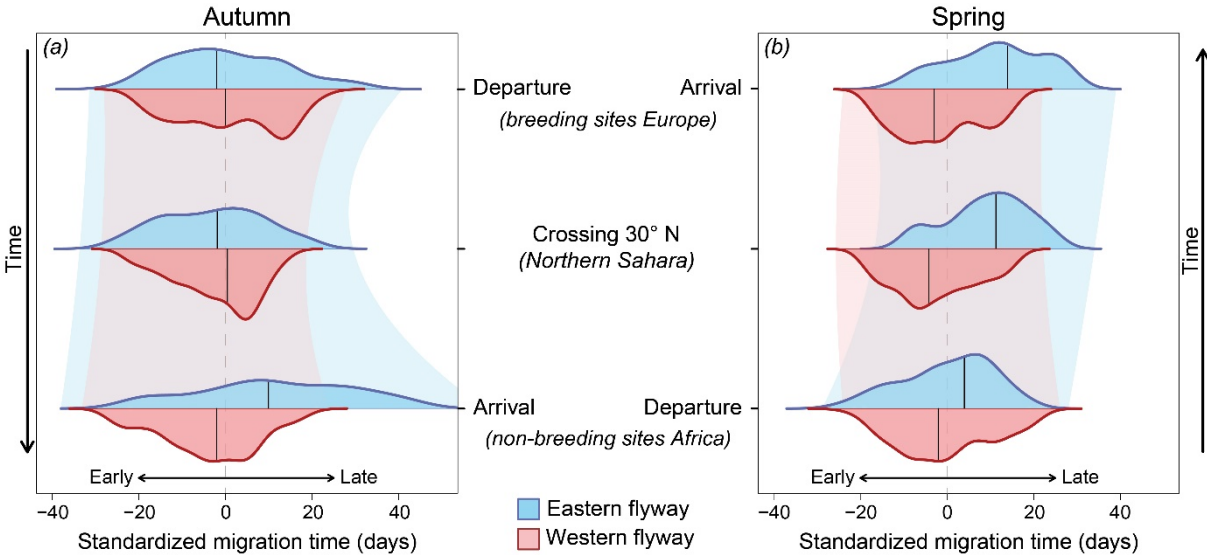 Autumn
Spring
(a)
(b)
Time
Time
Departure
(breeding sites Europe)
Arrival
Crossing 30° N
(Northern Sahara)
Arrival
(non-breeding sites Africa)
Departure
Early
Late
Early
Late
−40
−20
0
20
40
−40
−20
0
20
40
Standardized migration time (days)
Standardized migration time (days)
Eastern flyway
Western flyway